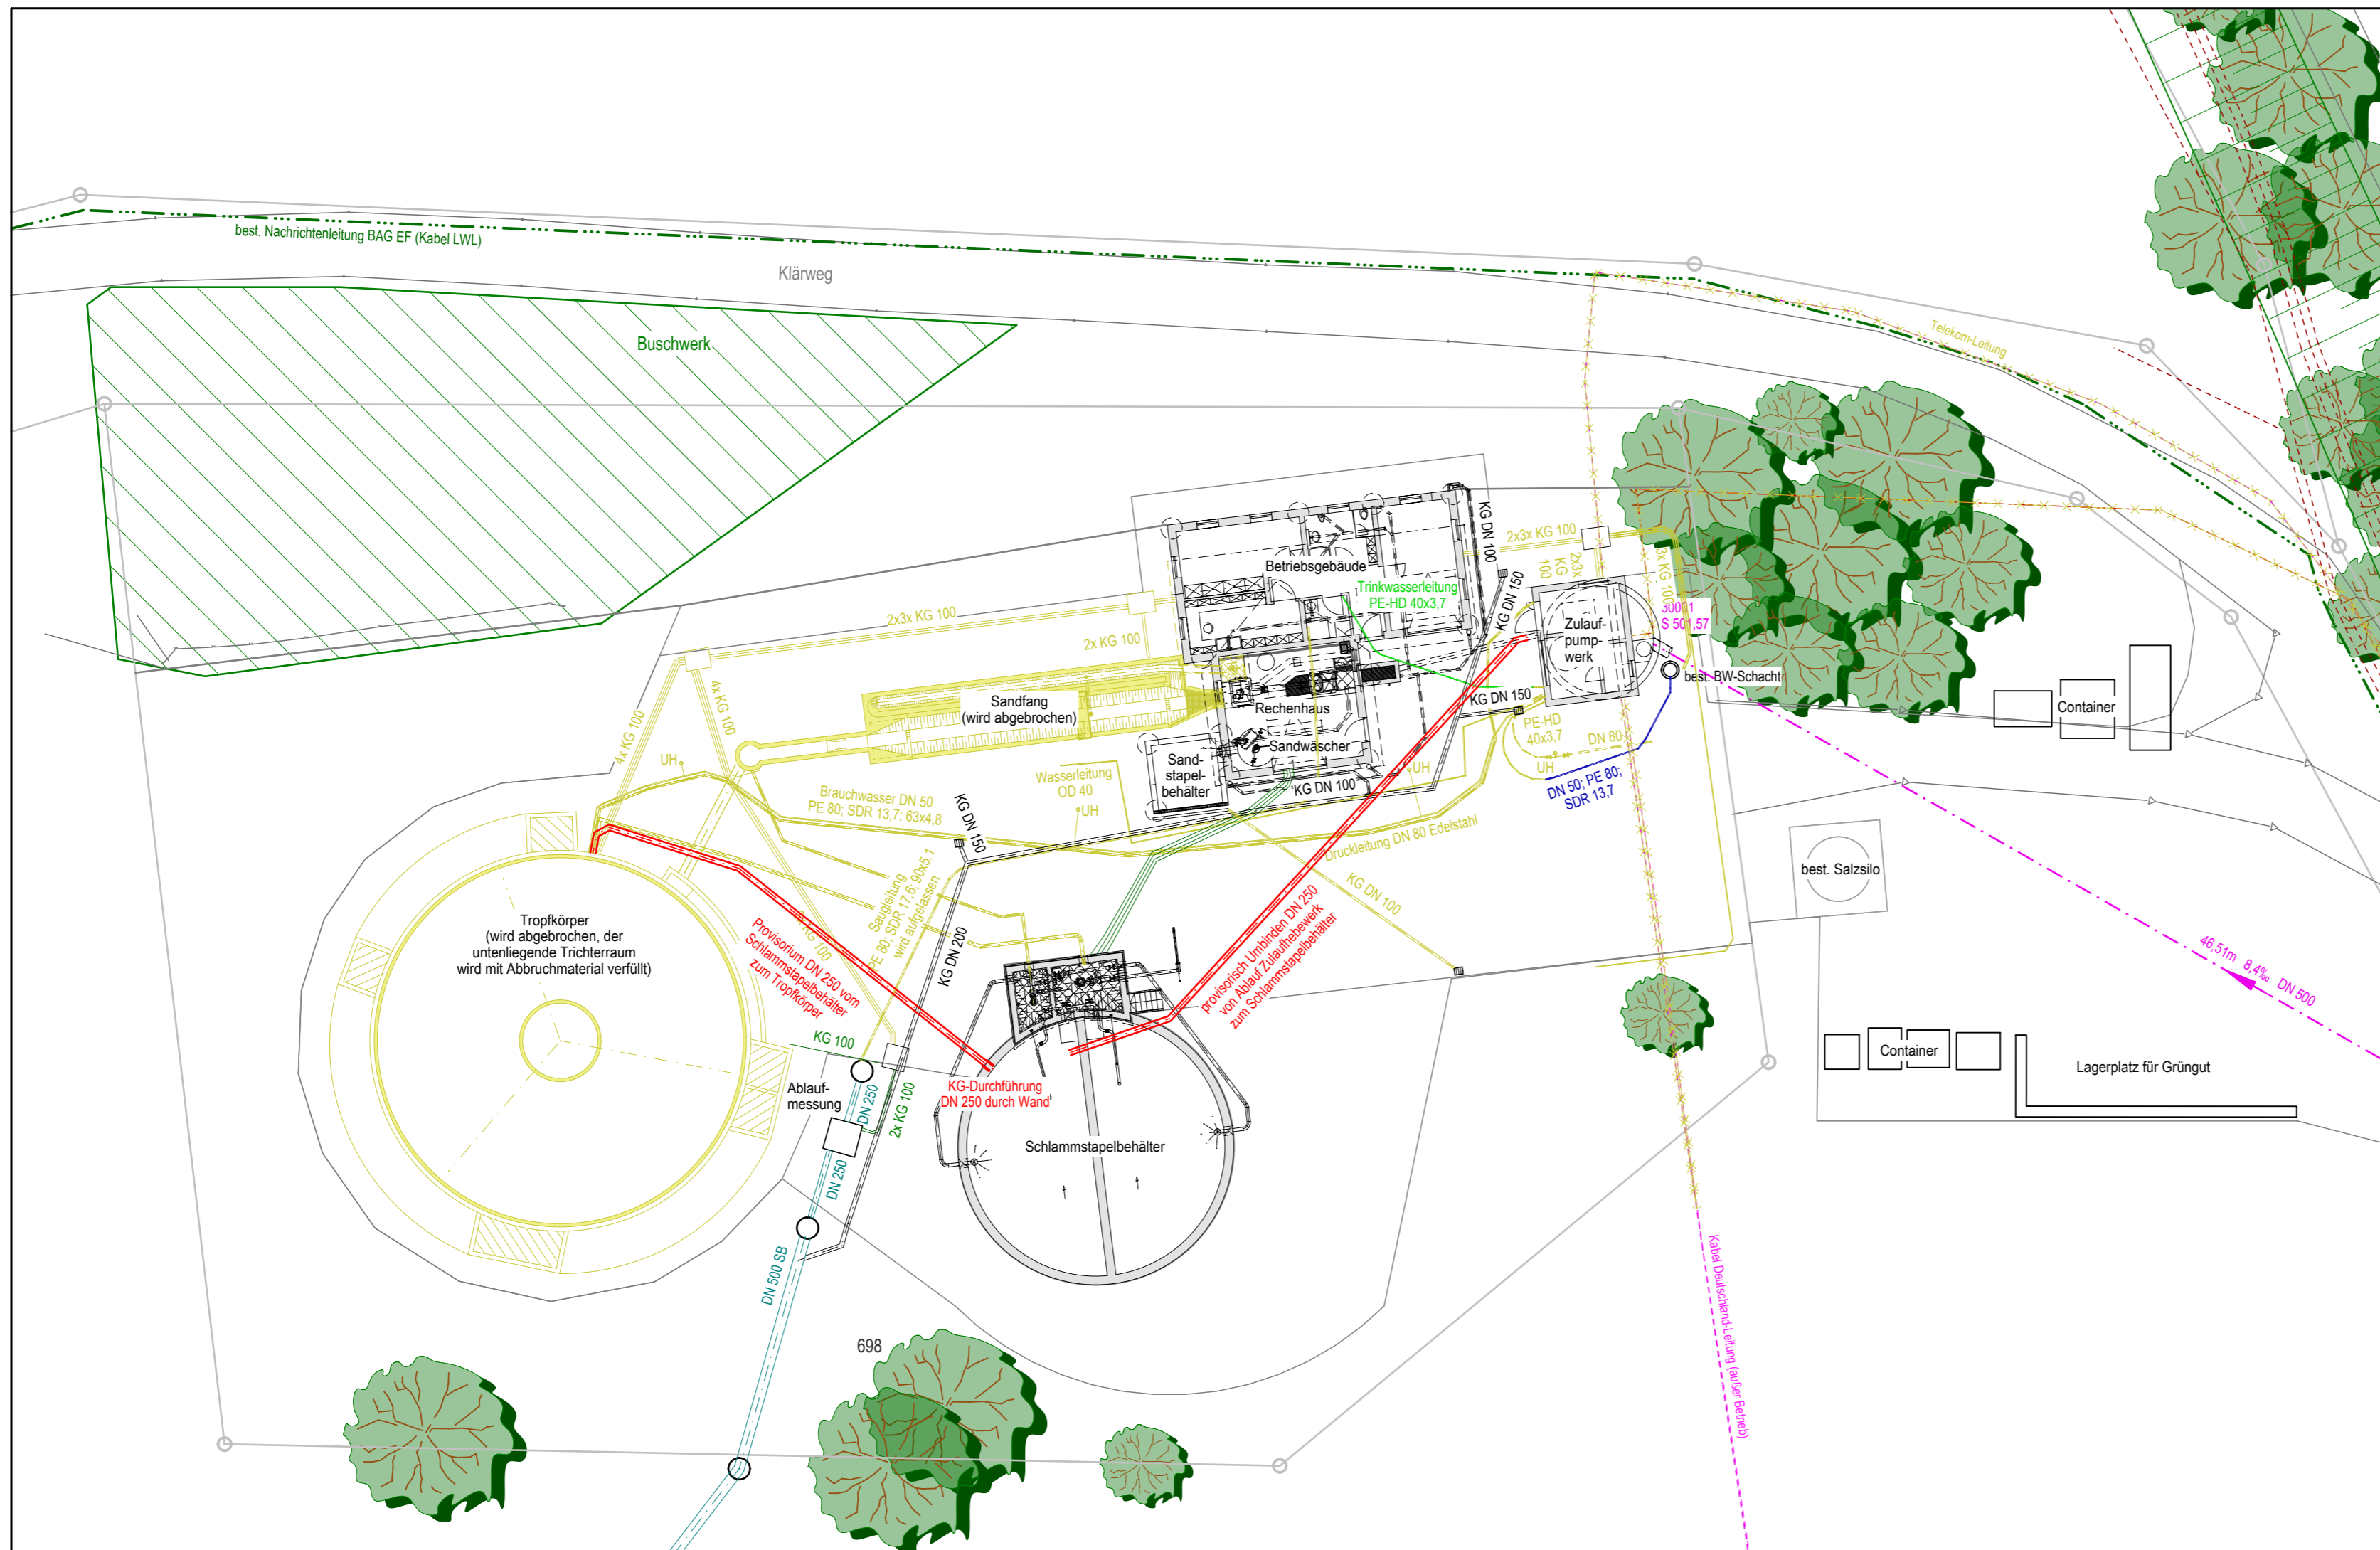 best. Nachrichtenleitung BAG EF (Kabel LWL)
Klärweg
Buschwerk
Telekom-Leitung
KG DN 100
2x3x KG 100
2x3x
KG
100
3x KG 100
Betriebsgebäude
Trinkwasserleitung
PE-HD 40x3,7
KG DN 150
Zulauf-
pump-
werk
30001
S 501,57
best. BW-Schacht
Container
2x3x KG 100
2x KG 100
4x KG 100
4x KG 100
Sandfang
(wird abgebrochen)
Rechenhaus
Sandwäscher
Sand-
stapel-
behälter
KG DN 150
PE-HD
40x3,7
DN 80
UH
DN 50; PE 80;
SDR 13,7
UH
UH
Wasserleitung
OD 40
UH
KG DN 100
Brauchwasser DN 50
PE 80; SDR 13,7; 63x4,8
KG DN 150
Druckleitung DN 80 Edelstahl
KG DN 100
best. Salzsilo
Saugleitung
PE 80; SDR 17,6; 90x5,1
wird aufgelassen
KG 100
KG DN 200
Tropfkörper
(wird abgebrochen, der
untenliegende Trichterraum
wird mit Abbruchmaterial verfüllt)
Provisorium DN 250 vom
Schlammstapelbehälter
zum Tropfkörper
provisorisch Umbinden DN 250
von Ablauf Zulaufhebewerk
zum Schlammstapelbehälter
46,51m 8,4‰ DN 500
KG 100
Container
Lagerplatz für Grüngut
Ablauf-
messung
DN 250
2x KG 100
KG-Durchführung
DN 250 durch Wand
Schlammstapelbehälter
DN 250
DN 500 SB
Kabel Deutschland-Leitung (außer Betrieb)
698